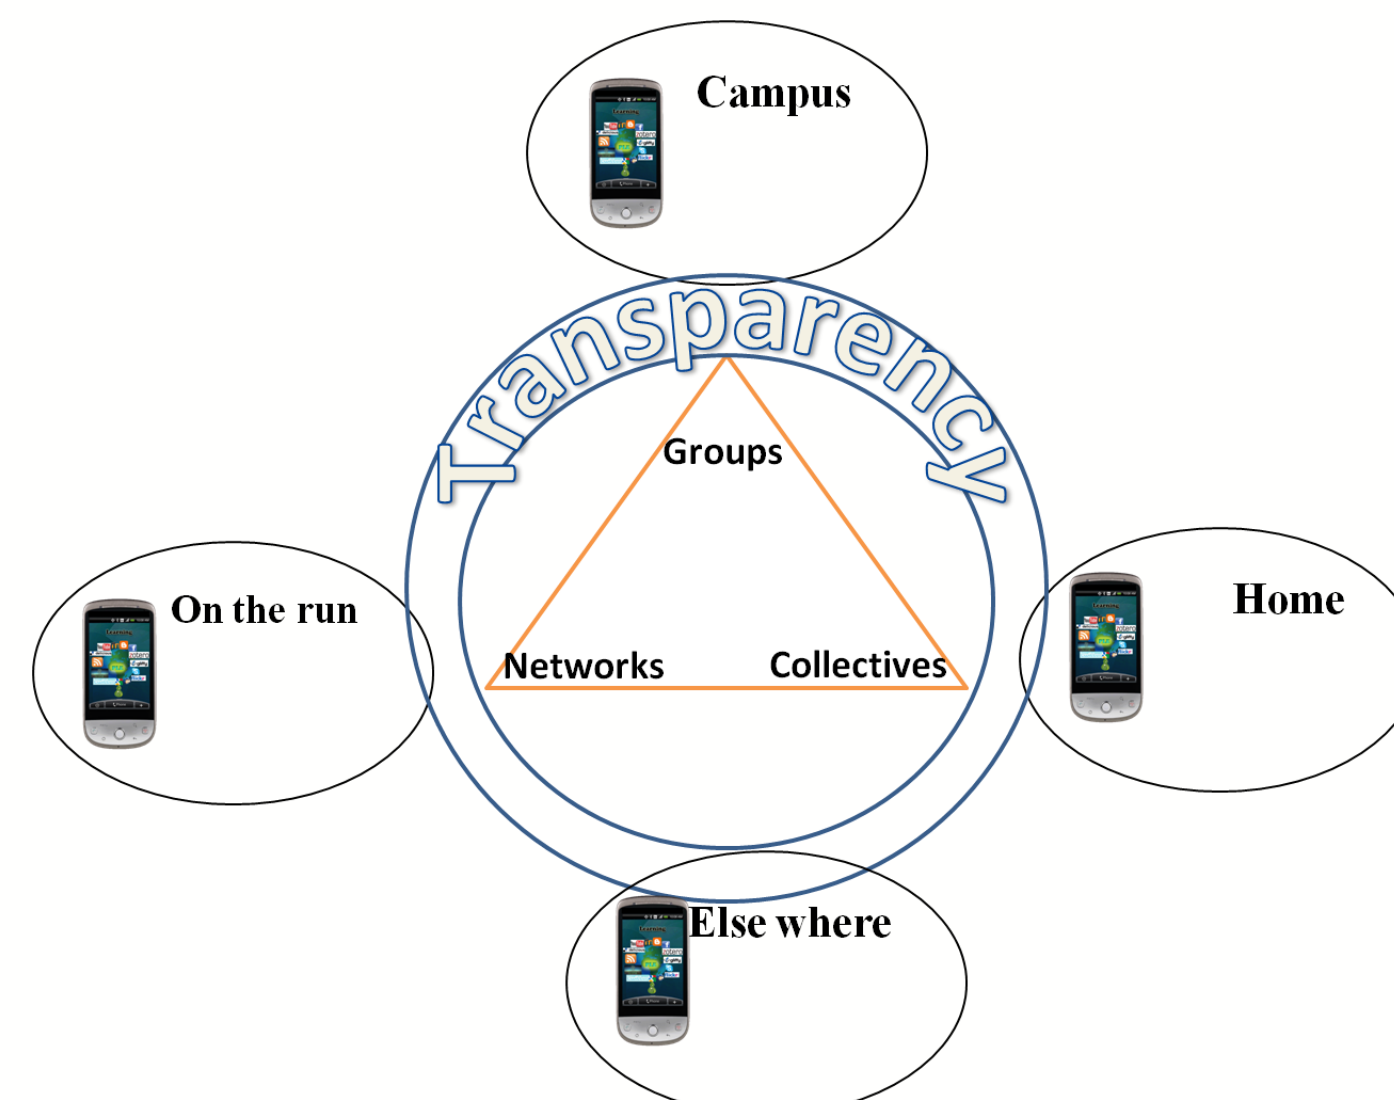 Campus
Transparency
Groups
On the run
Home
Networks
Collectives
Else where